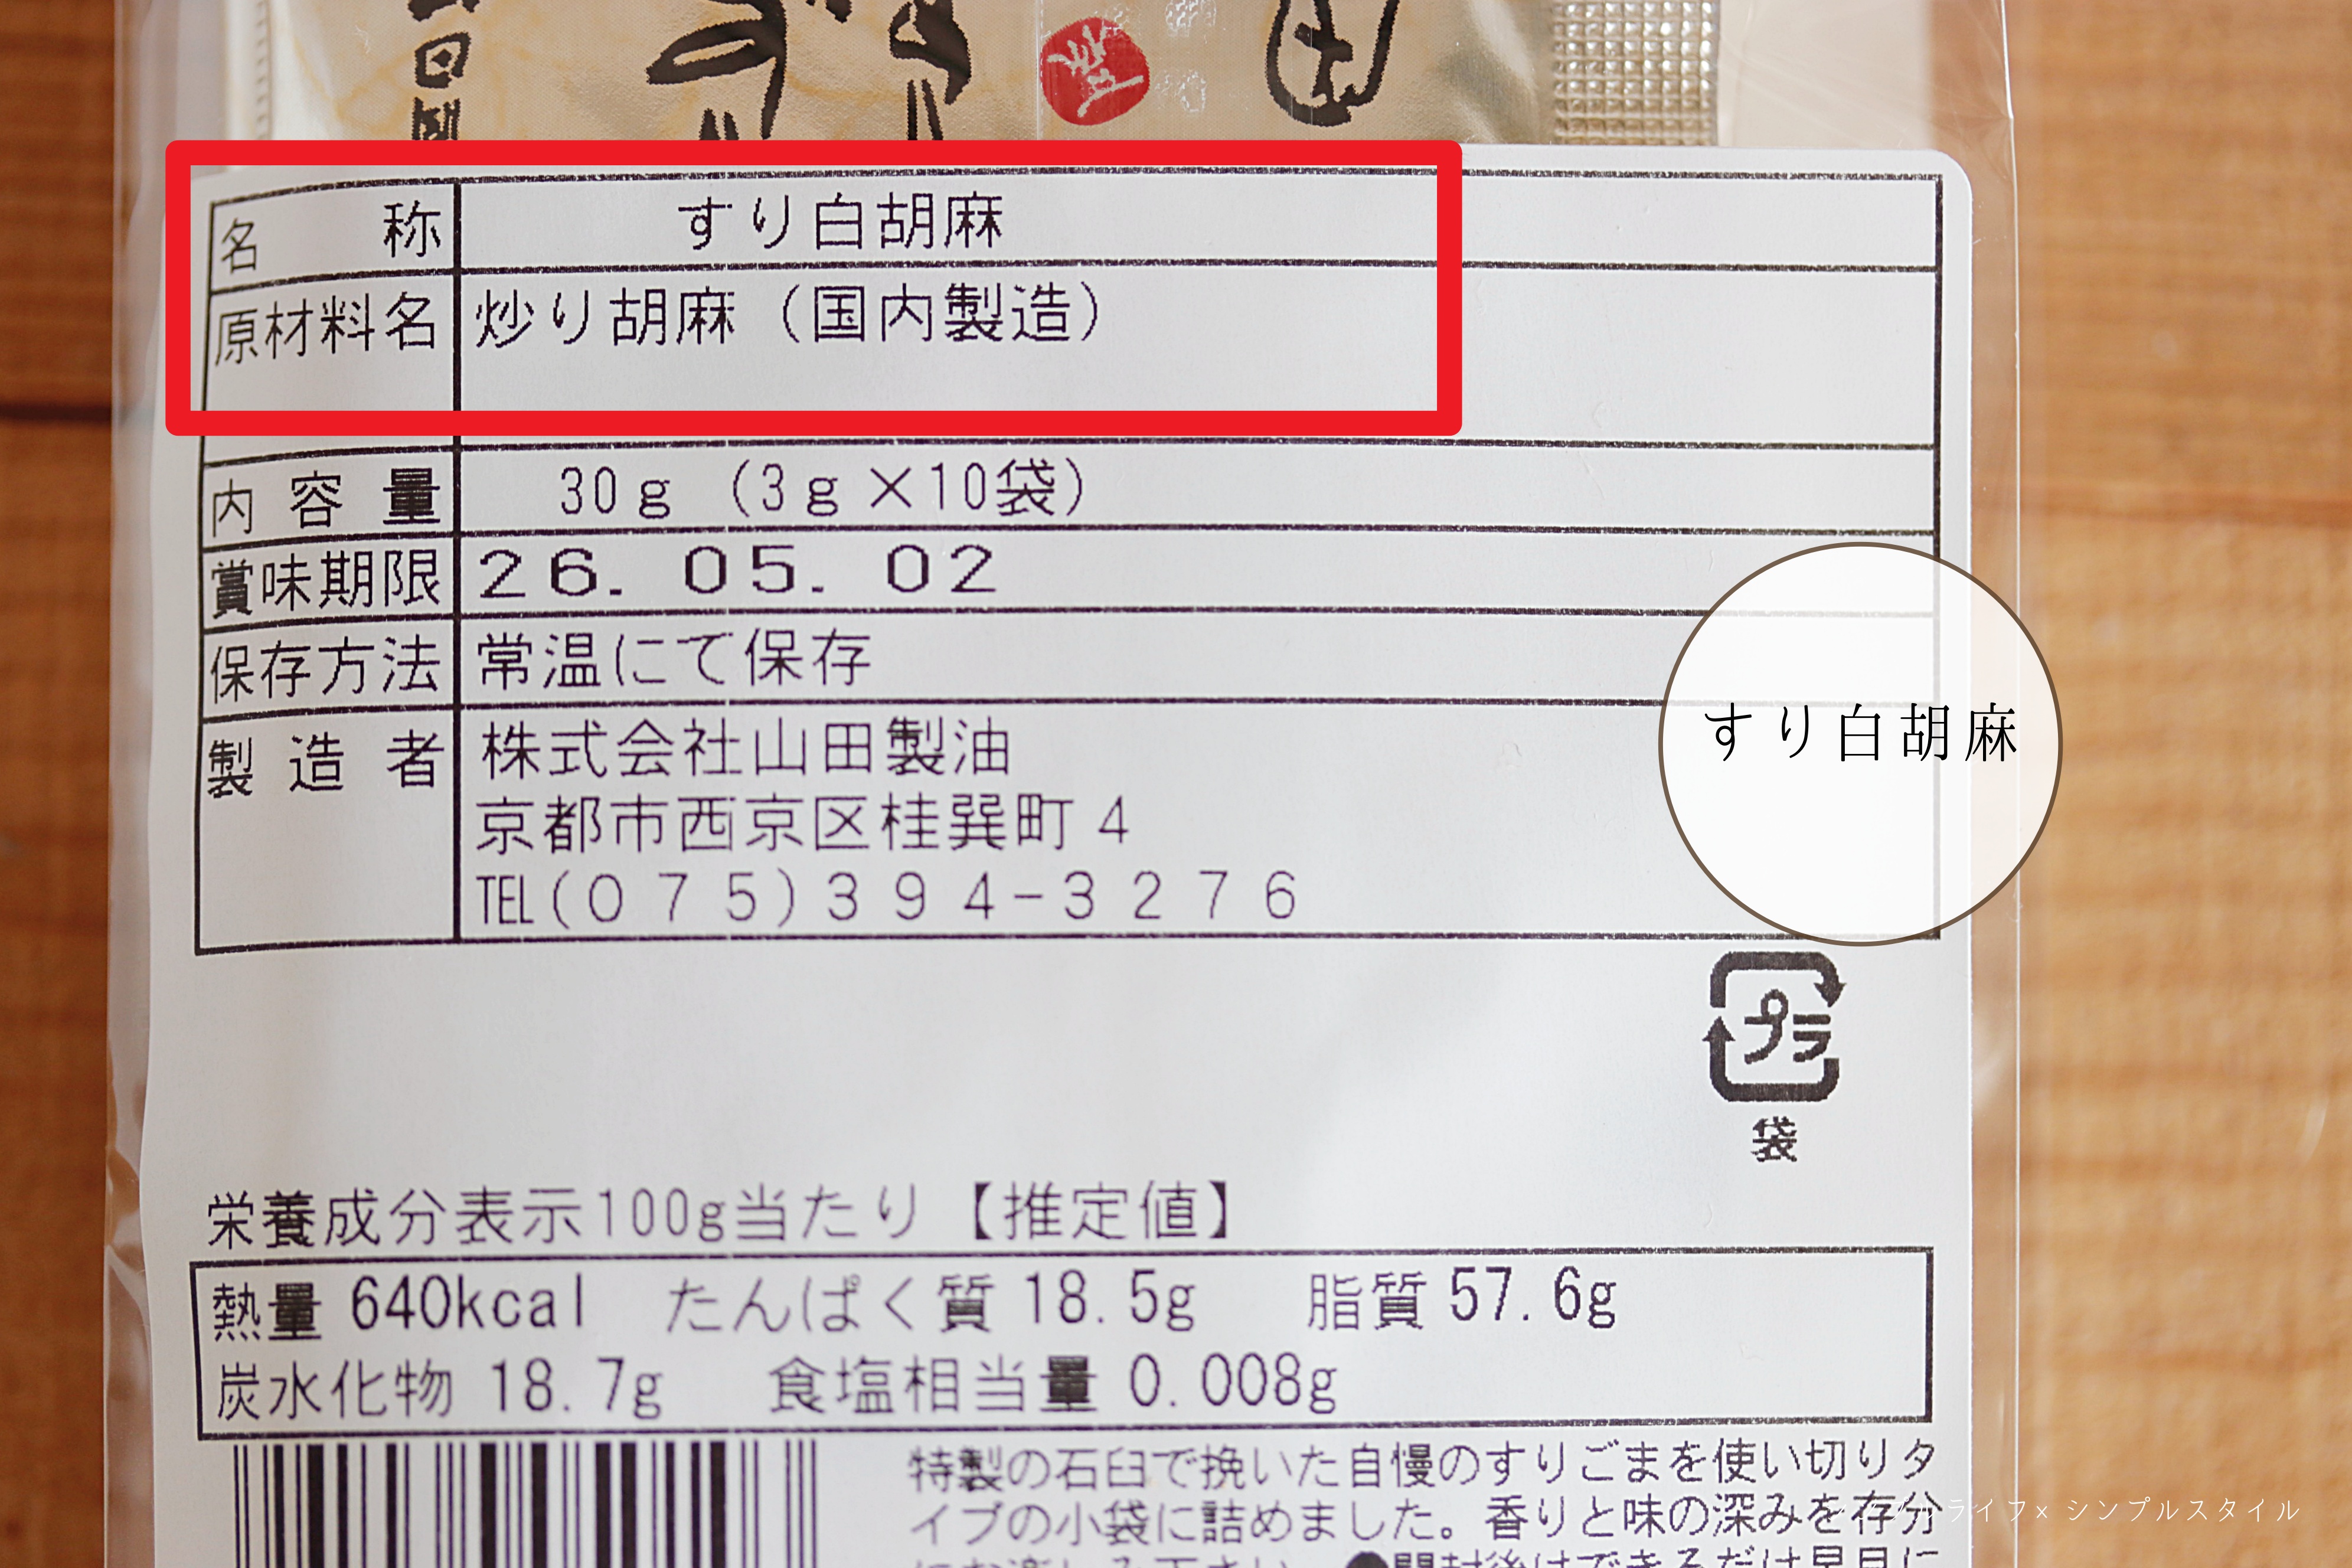 名称 すり白胡麻
原材料名 炒り胡麻（国内製造）
内容量 30g（3g×10袋）
賞味期限 26.05.02
保存方法 常温にて保存
製造者 株式会社山田製油
京都市西京区桂巽町4
TEL(075)394-3276
すり白胡麻
プラ
袋
栄養成分表示100g当たり【推定値】
熱量 640kcal たんぱく質 18.5g 脂質 57.6g
炭水化物 18.7g 食塩相当量 0.008g
特製の石臼で挽いた自慢のすりごまを使い切りタ
イプの小袋に詰めました。香りと味の深みを存分
ライフ×シンプルスタイル